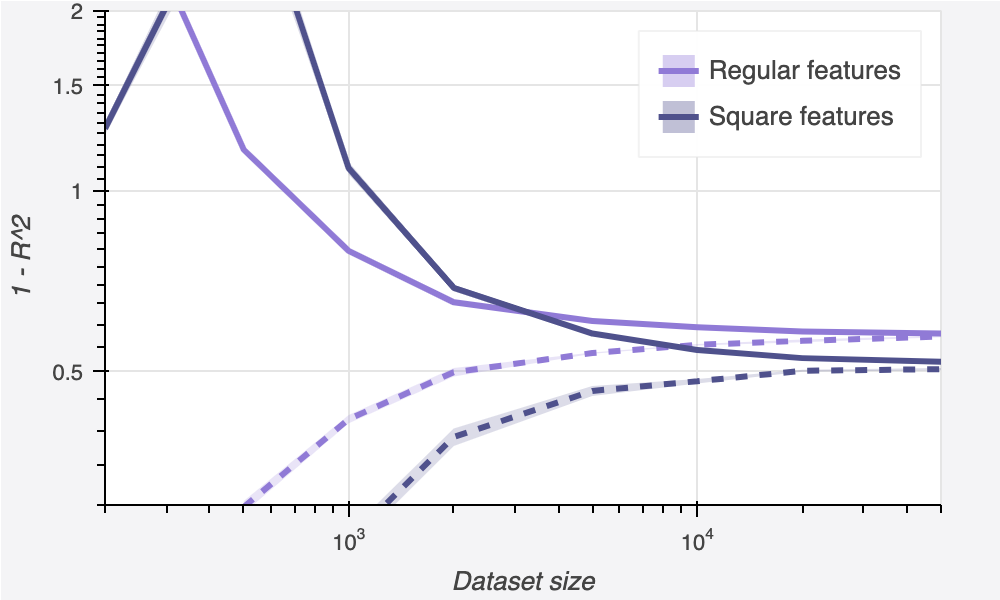 2
1.5
1
0.5
1 - R^2
Regular features
Square features
10³
10⁴
Dataset size